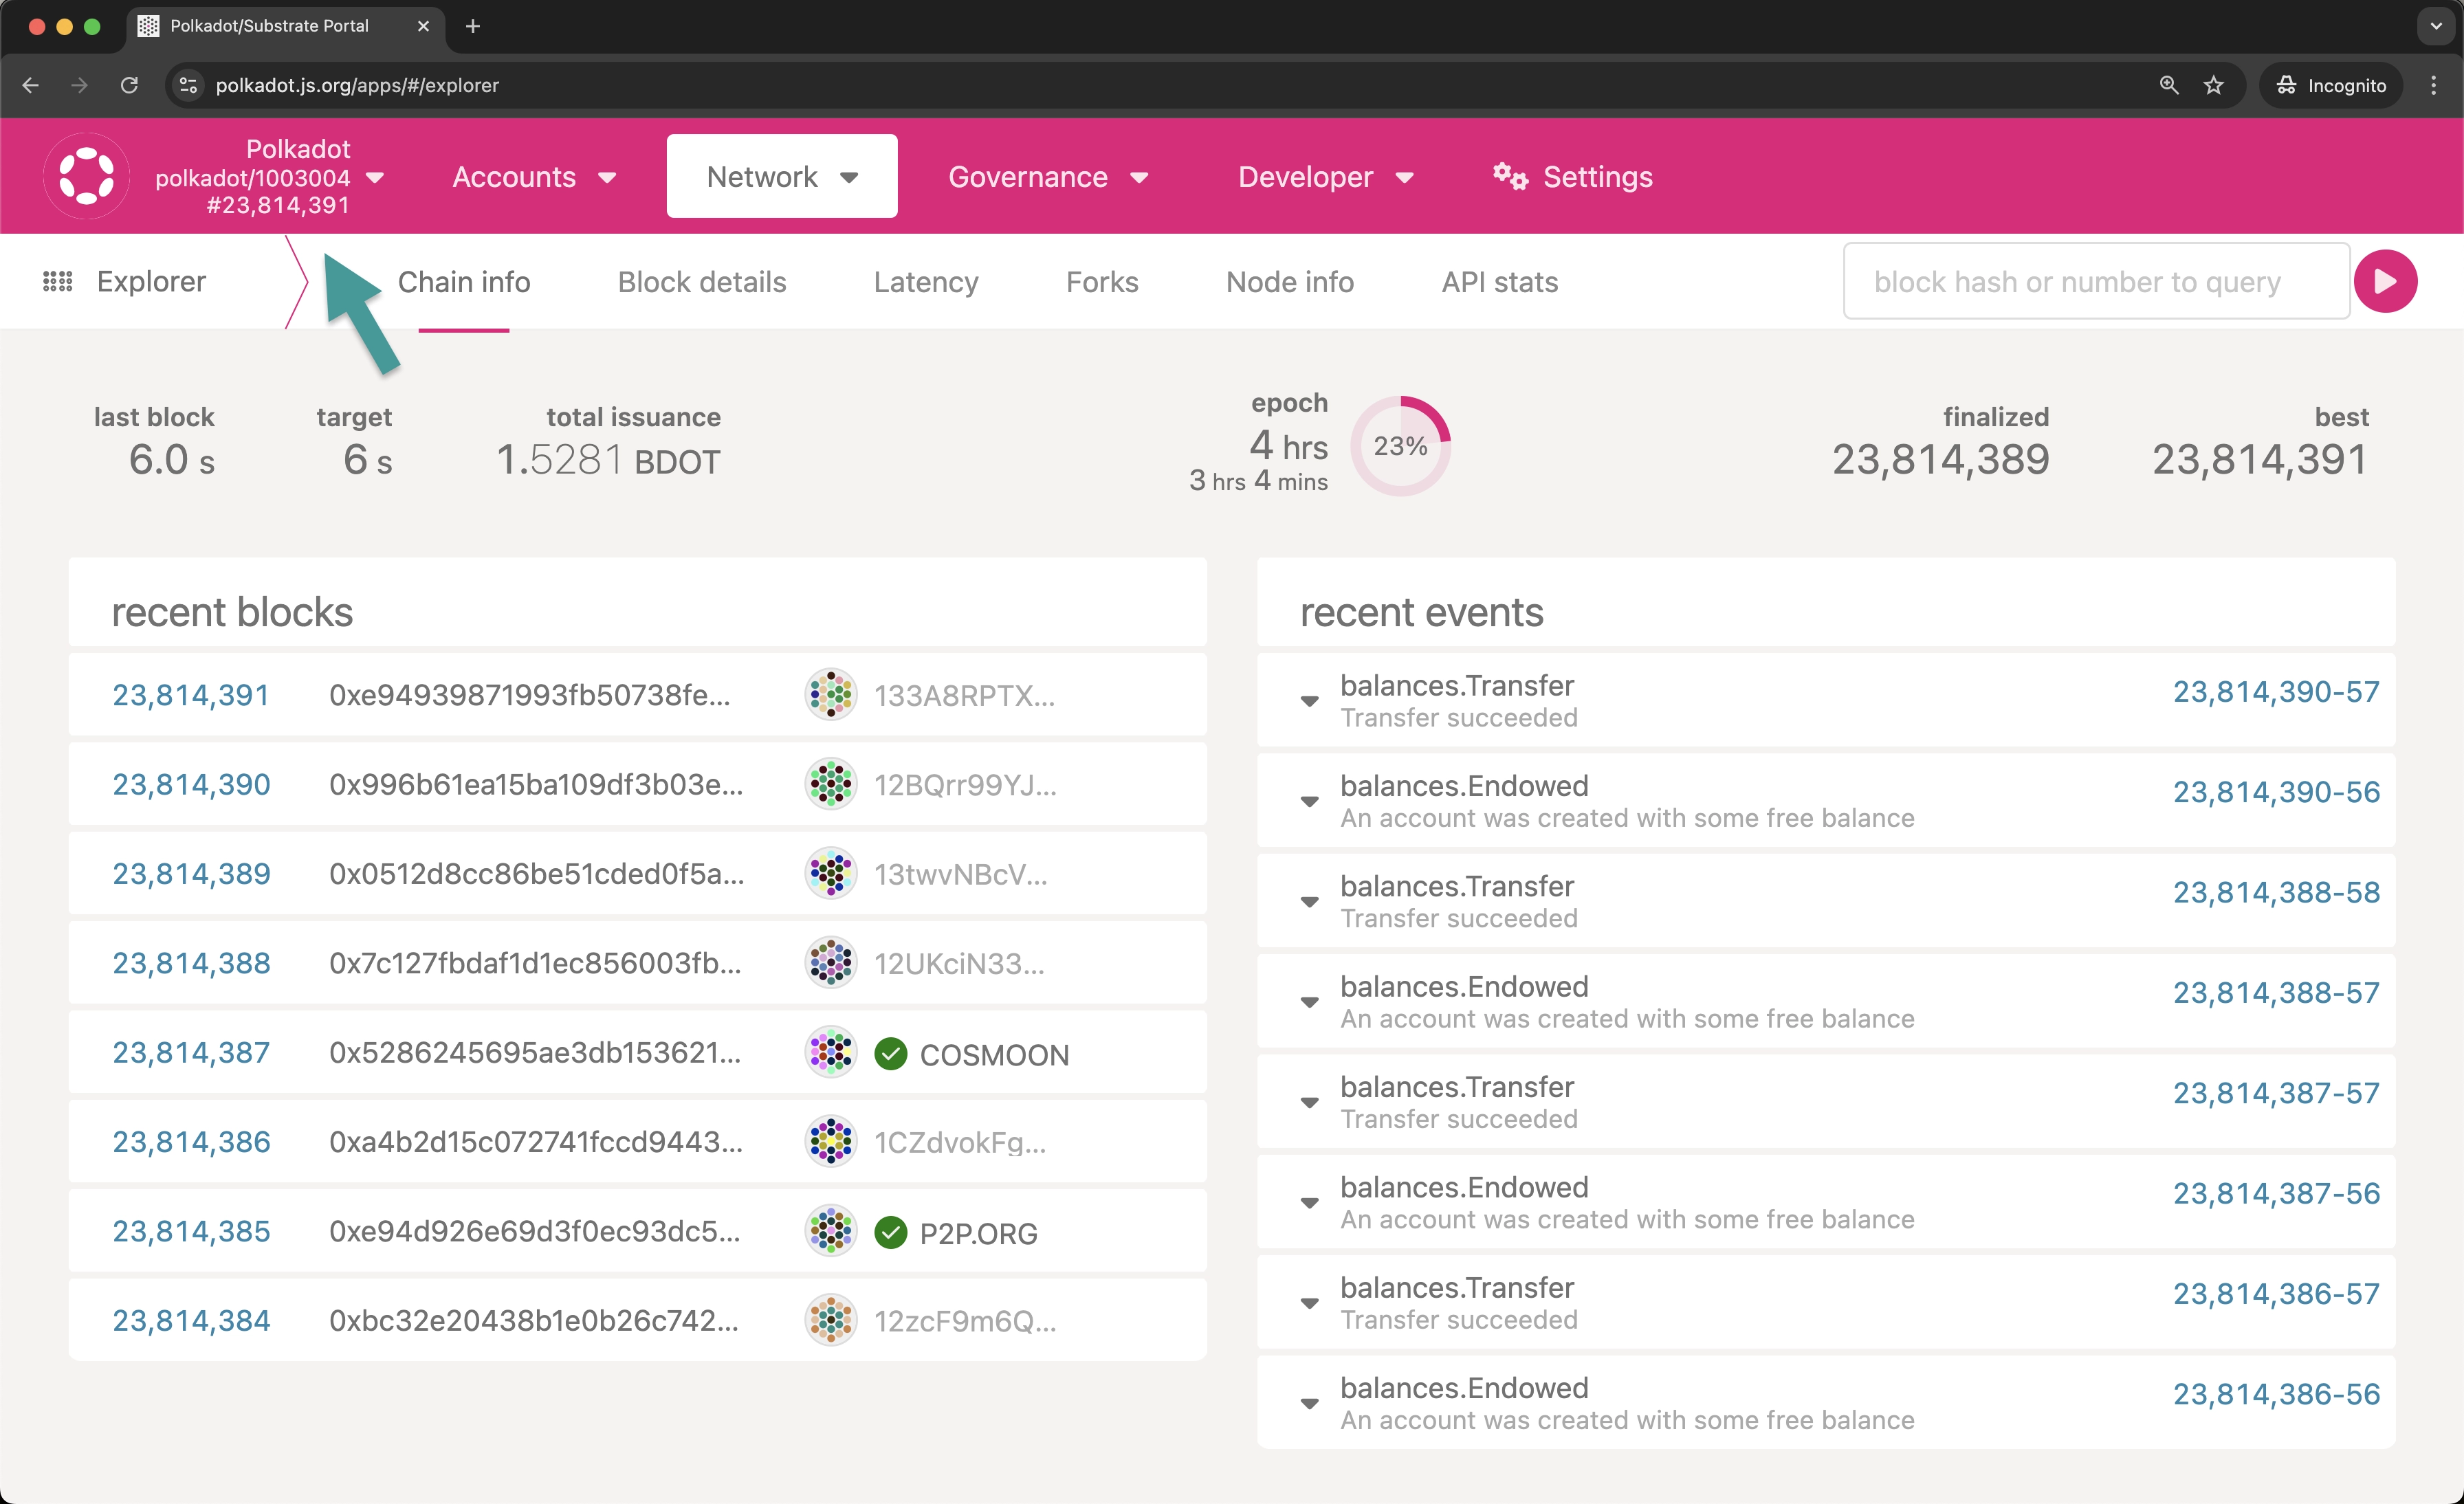 Polkadot/Substrate Portal
polkadot.js.org/apps/#/explorer
Incognito
Polkadot
polkadot/1003004
#23,814,391
Accounts
Network
Governance
Developer
Settings
Explorer
Chain info
Block details
Latency
Forks
Node info
API stats
block hash or number to query
last block
6.0 s
target
6 s
total issuance
1.5281 BDOT
epoch
4 hrs
3 hrs 4 mins
23%
finalized
23,814,389
best
23,814,391
recent blocks
23,814,391 0xe94939871993fb50738fe... 133A8RPTX...
23,814,390 0x996b61ea15ba109df3b03e... 12BQrr99YJ...
23,814,389 0x0512d8cc86be51cded0f5a... 13twvNBcV...
23,814,388 0x7c127fbdaf1d1ec856003fb... 12UKciN33...
23,814,387 0x5286245695ae3db153621... COSMOON
23,814,386 0xa4b2d15c072741fccd9443... 1CZdvokFg...
23,814,385 0xe94d926e69d3f0ec93dc5... P2P.ORG
23,814,384 0xbc32e20438b1e0b26c742... 12zcF9m6Q...
recent events
balances.Transfer 23,814,390-57
Transfer succeeded
balances.Endowed 23,814,390-56
An account was created with some free balance
balances.Transfer 23,814,388-58
Transfer succeeded
balances.Endowed 23,814,388-57
An account was created with some free balance
balances.Transfer 23,814,387-57
Transfer succeeded
balances.Endowed 23,814,387-56
An account was created with some free balance
balances.Transfer 23,814,386-57
Transfer succeeded
balances.Endowed 23,814,386-56
An account was created with some free balance